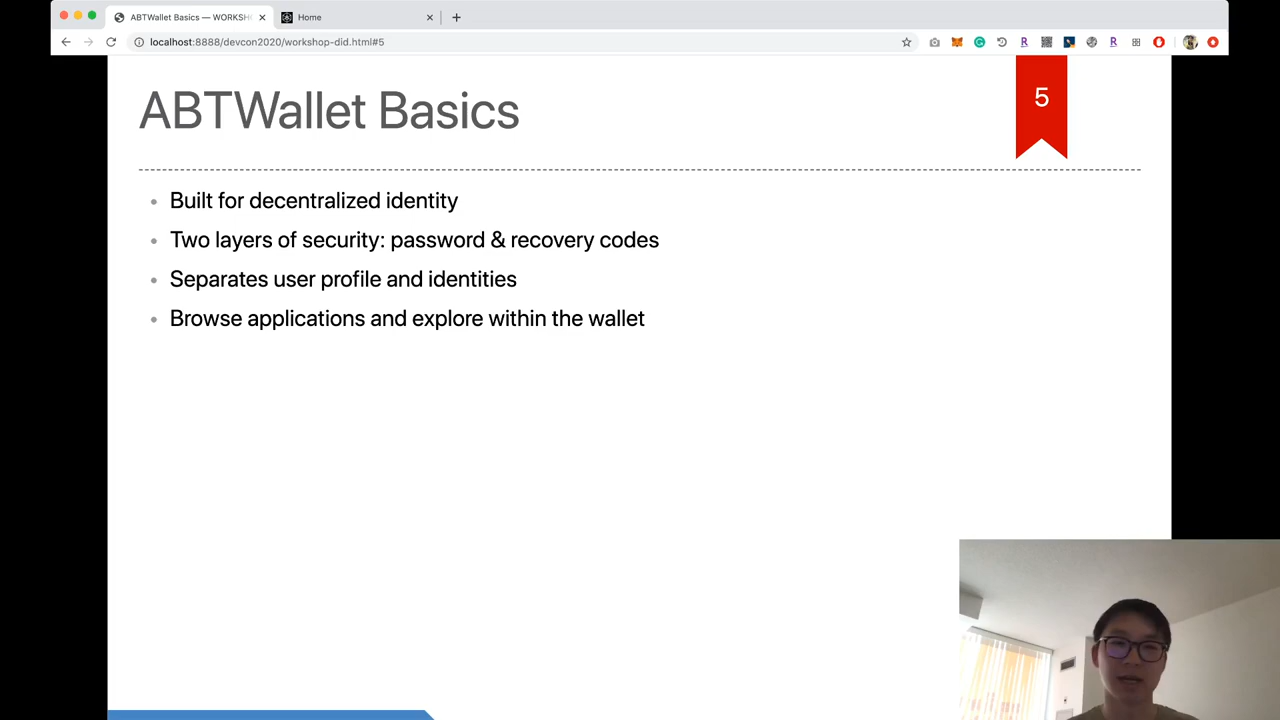 ABTWallet Basics — WORKSH
Home
localhost:8888/devcon2020/workshop-did.html#5
ABTWallet Basics
5
Built for decentralized identity
Two layers of security: password & recovery codes
Separates user profile and identities
Browse applications and explore within the wallet